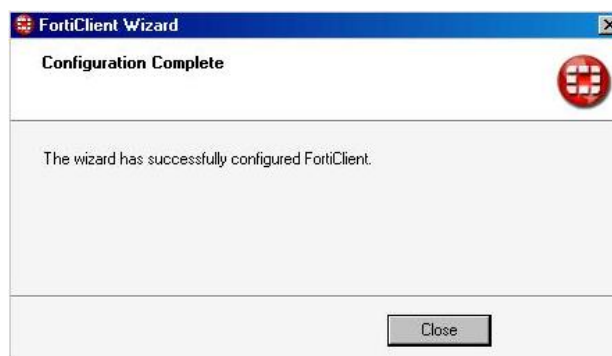 FortiClient Wizard
Configuration Complete
The wizard has successfully configured FortiClient.
Close